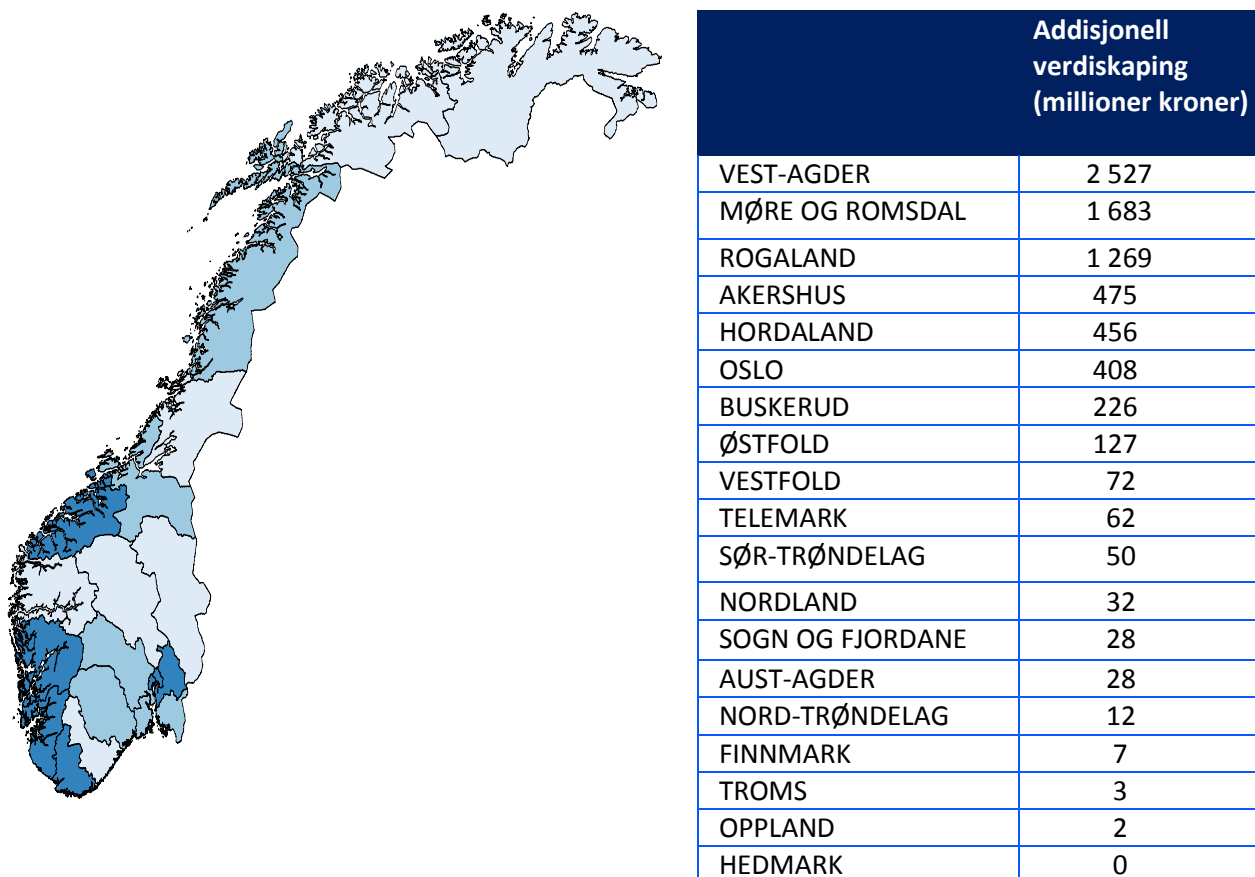 Addisjonell
verdiskaping
(millioner kroner)
VEST-AGDER 2 527
MØRE OG ROMSDAL 1 683
ROGALAND 1 269
AKERSHUS 475
HORDALAND 456
OSLO 408
BUSKERUD 226
ØSTFOLD 127
VESTFOLD 72
TELEMARK 62
SØR-TRØNDELAG 50
NORDLAND 32
SOGN OG FJORDANE 28
AUST-AGDER 28
NORD-TRØNDELAG 12
FINNMARK 7
TROMS 3
OPPLAND 2
HEDMARK 0